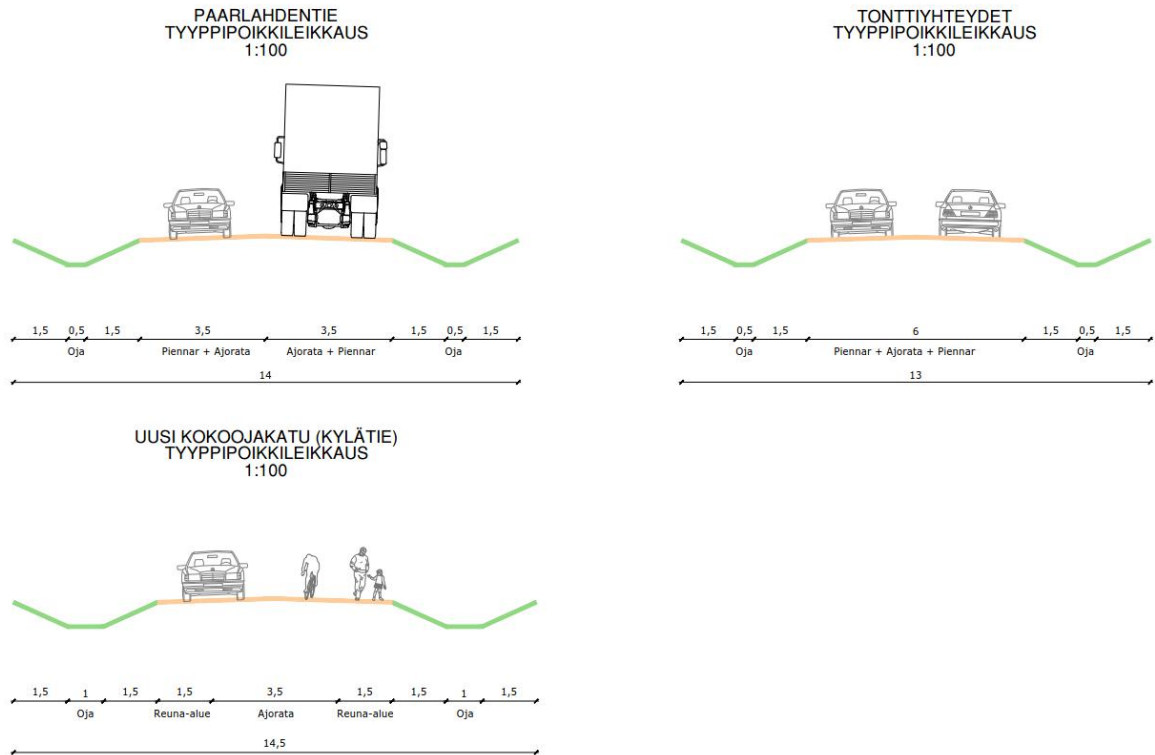 PAARLAHDENTIE
TYYPPIPOIKKILEIKKAUS
1:100
1,5 0,5 1,5 3,5 3,5 1,5 0,5 1,5
Oja Piennar + Ajorata Ajorata + Piennar Oja
14
TONTTIYHTEYDET
TYYPPIPOIKKILEIKKAUS
1:100
1,5 0,5 1,5 6 1,5 0,5 1,5
Oja Piennar + Ajorata + Piennar Oja
13
UUSI KOKOOJAKATU (KYLÄTIE)
TYYPPIPOIKKILEIKKAUS
1:100
1,5 1 1,5 1,5 3,5 1,5 1,5 1 1,5
Oja Reuna-alue Ajorata Reuna-alue Oja
14,5